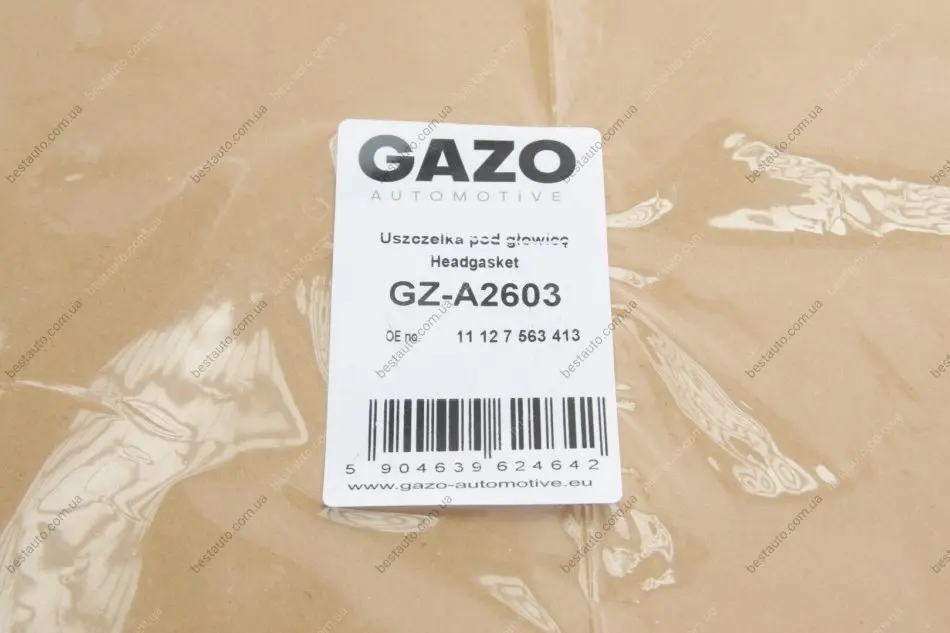 GAZO
AUTOMOTIVE
Uszczelka pod głowicę
Headgasket
GZ-A2603
OE no. 11 12 7 563 413
5 904639 624642
www.gazo-automotive.eu
bestauto.com.ua